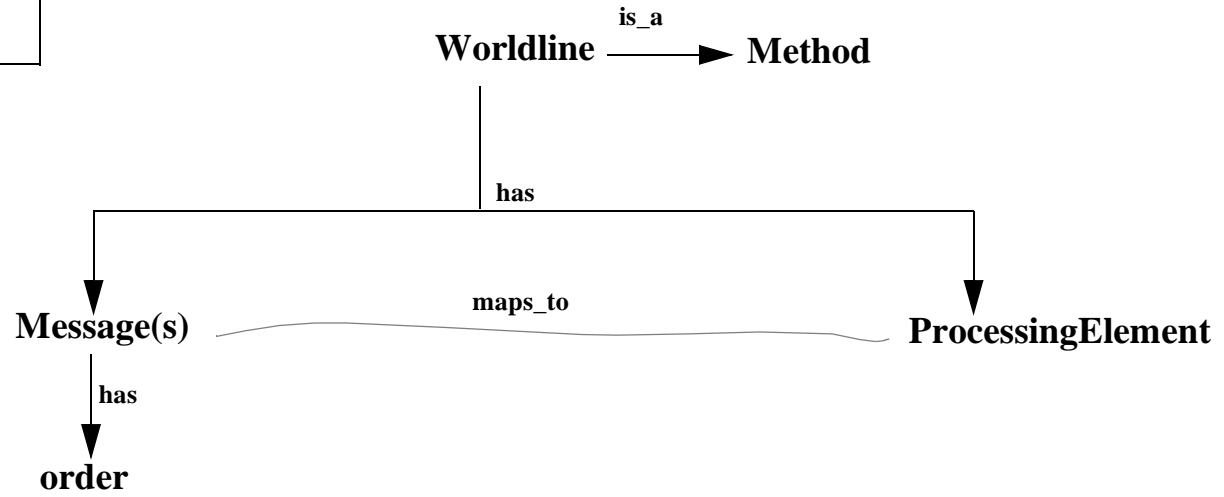 is_a
Worldline Method
has
maps_to
Message(s) ProcessingElement
has
order